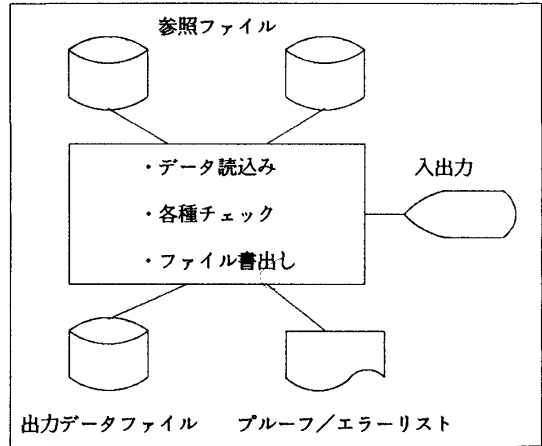 参照ファイル
・データ読込み
・各種チェック
・ファイル書出し
入出力
出力データファイル
プルーフ／エラーリスト